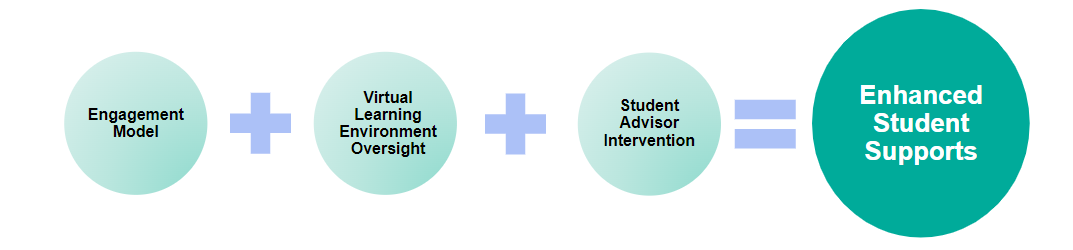 Engagement
Model
Virtual
Learning
Environment
Oversight
Student
Advisor
Intervention
Enhanced
Student
Supports